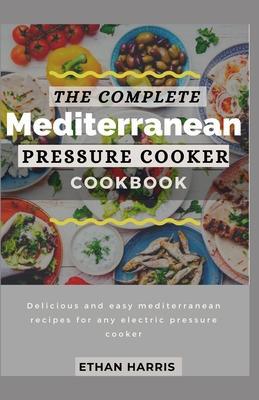 THE COMPLETE
Mediterranean
PRESSURE COOKER
COOKBOOK
Delicious and easy mediterranean
recipes for any electric pressure
cooker
ETHAN HARRIS